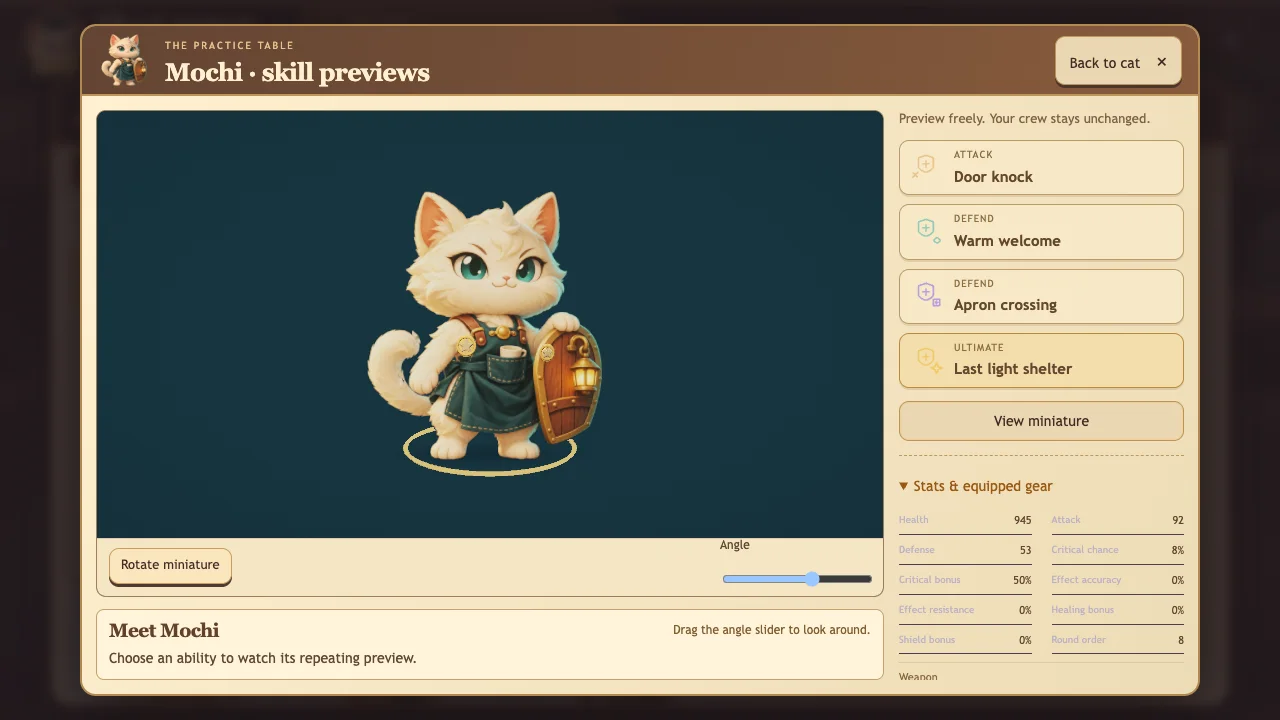 THE PRACTICE TABLE
Mochi · skill previews
Back to cat ×
Preview freely. Your crew stays unchanged.
ATTACK
Door knock
DEFEND
Warm welcome
DEFEND
Apron crossing
ULTIMATE
Last light shelter
View miniature
▼ Stats & equipped gear
Health 945 Attack 92
Defense 53 Critical chance 8%
Critical bonus 50% Effect accuracy 0%
Effect resistance 0% Healing bonus 0%
Shield bonus 0% Round order 8
Weapon
Angle
Rotate miniature
Meet Mochi
Drag the angle slider to look around.
Choose an ability to watch its repeating preview.